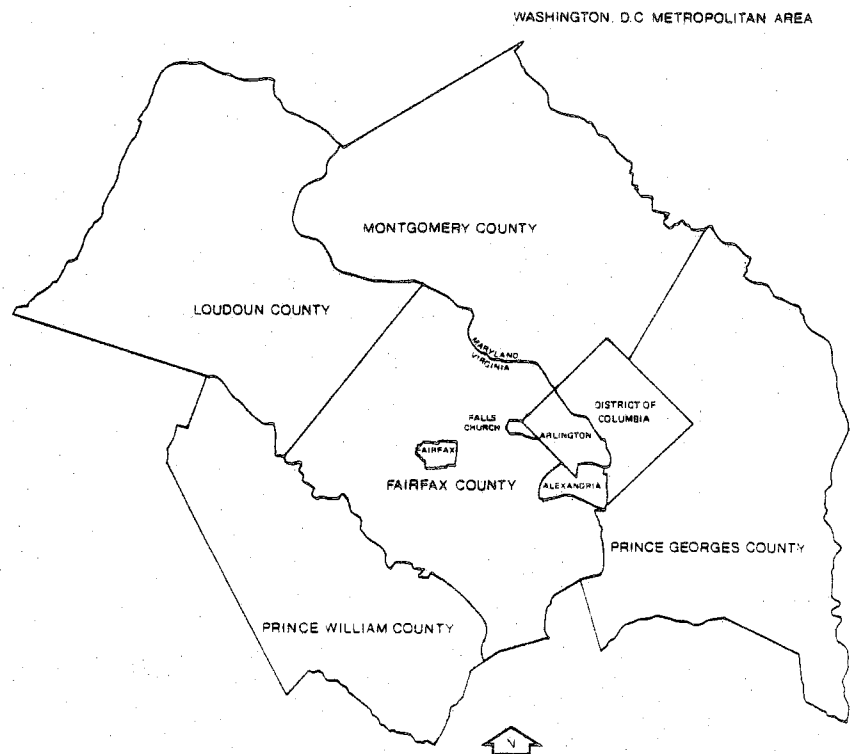 WASHINGTON, D.C METROPOLITAN AREA
MONTGOMERY COUNTY
LOUDOUN COUNTY
MARYLAND
VIRGINIA
DISTRICT OF
COLUMBIA
FALLS
CHURCH
ARLINGTON
FAIRFAX
FAIRFAX COUNTY
ALEXANDRIA
PRINCE GEORGES COUNTY
PRINCE WILLIAM COUNTY
N